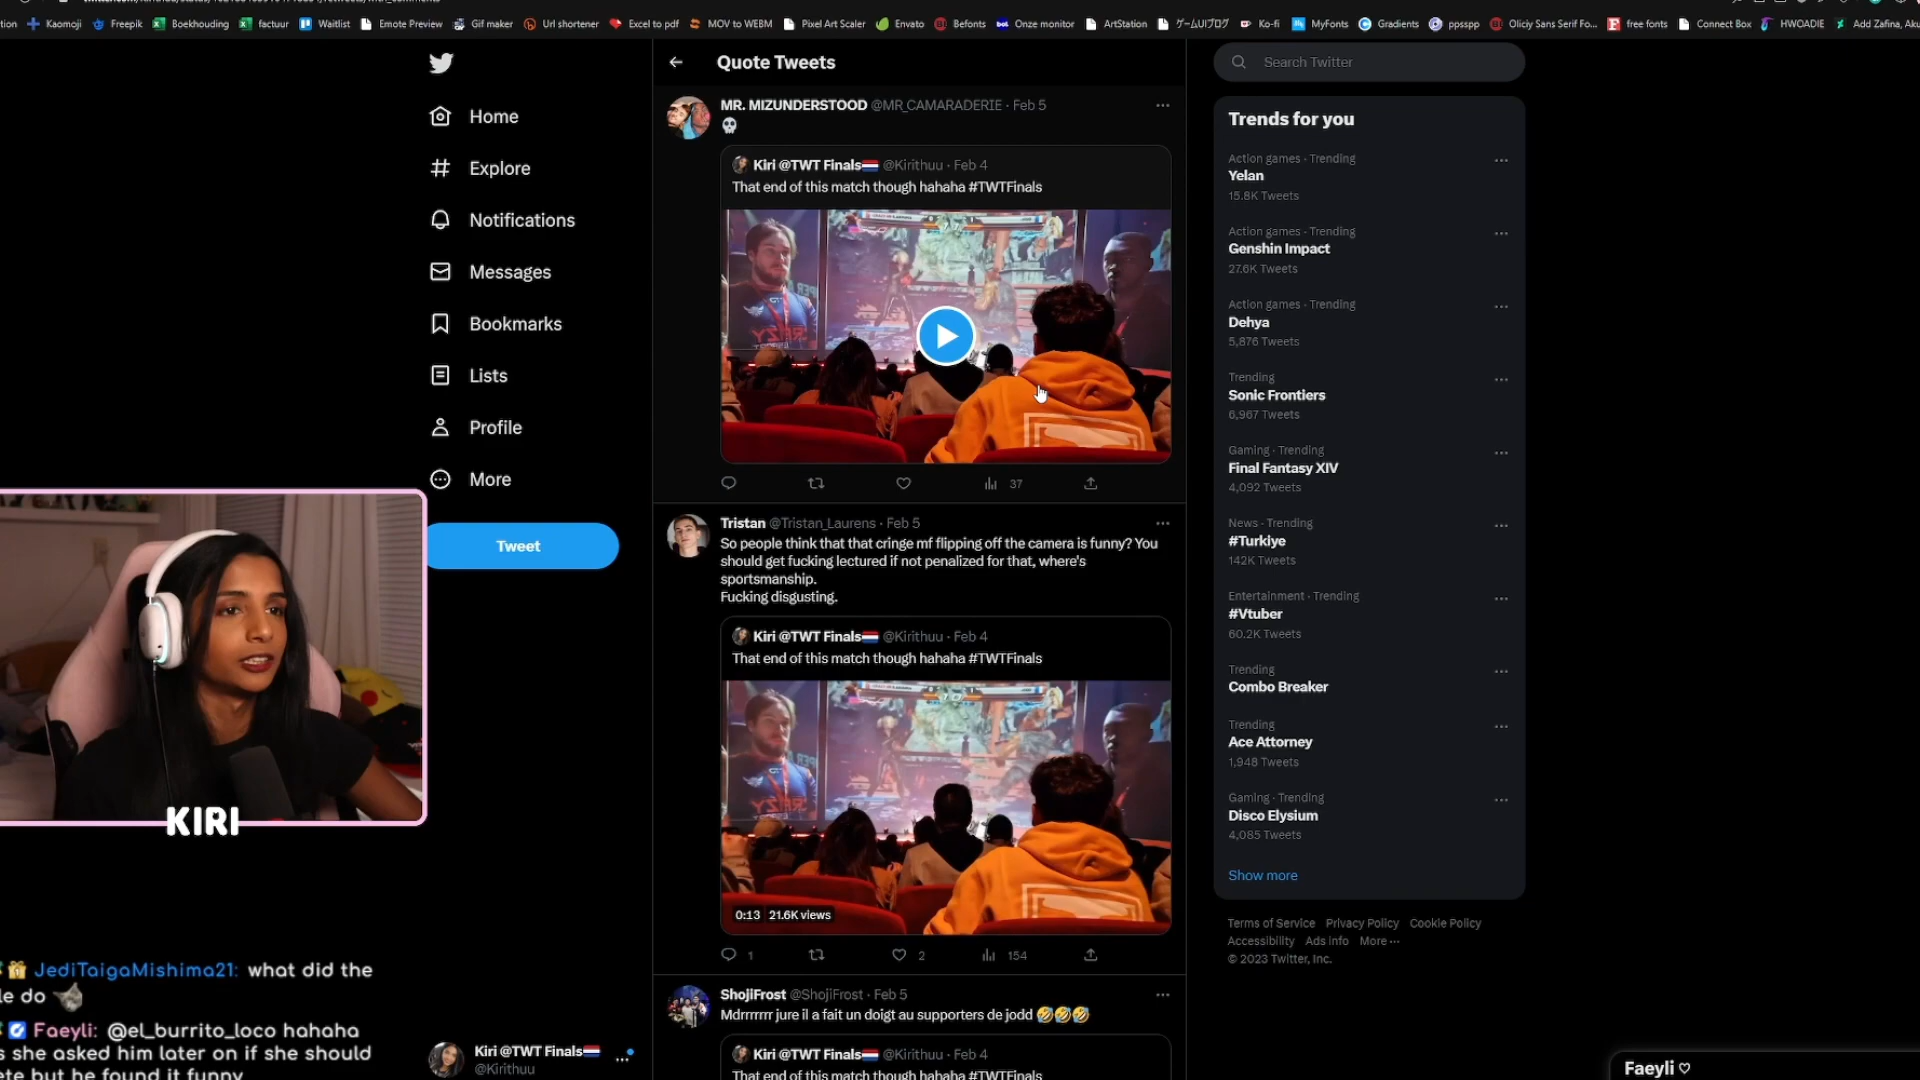 Kaomoji Freepik Boekhouding factuur Waitlist Emote Preview Gif maker Url shortener Excel to pdf MOV to WEBM Pixel Art Scaler Envato Befonts Onze monitor ArtStation ゲームUIブログ Ko-fi MyFonts Gradients ppsspp Oliciy Sans Serif Fo... free fonts Connect Box HWOADIE Add Zafina, Aku
Home
Explore
Notifications
Messages
Bookmarks
Lists
Profile
More
Tweet
Quote Tweets
MR. MIZUNDERSTOOD @MR_CAMARADERIE · Feb 5
💀
Kiri @TWT Finals🇳🇱 @Kirithuu · Feb 4
That end of this match though hahaha #TWTFinals
37
Tristan @Tristan_Laurens · Feb 5
So people think that that cringe mf flipping off the camera is funny? You
should get fucking lectured if not penalized for that, where's
sportsmanship.
Fucking disgusting.
Kiri @TWT Finals🇳🇱 @Kirithuu · Feb 4
That end of this match though hahaha #TWTFinals
0:13 21.6K views
1 2 154
ShojiFrost @ShojiFrost · Feb 5
Mdrrrrrrr jure il a fait un doigt au supporters de jodd 🤣🤣🤣
Kiri @TWT Finals🇳🇱 @Kirithuu · Feb 4
That end of this match though hahaha #TWTFinals
Search Twitter
Trends for you
Action games · Trending
Yelan
15.8K Tweets
Action games · Trending
Genshin Impact
27.6K Tweets
Action games · Trending
Dehya
5,876 Tweets
Trending
Sonic Frontiers
6,967 Tweets
Gaming · Trending
Final Fantasy XIV
4,092 Tweets
News · Trending
#Turkiye
142K Tweets
Entertainment · Trending
#Vtuber
60.2K Tweets
Trending
Combo Breaker
Trending
Ace Attorney
1,948 Tweets
Gaming · Trending
Disco Elysium
4,085 Tweets
Show more
Terms of Service Privacy Policy Cookie Policy
Accessibility Ads info More ···
© 2023 Twitter, Inc.
KIRI
JediTaigaMishima21: what did the
le do
Faeyli: @el_burrito_loco hahaha
s she asked him later on if she should
ete but he found it funny
Kiri @TWT Finals🇳🇱
@Kirithuu
Faeyli ♡